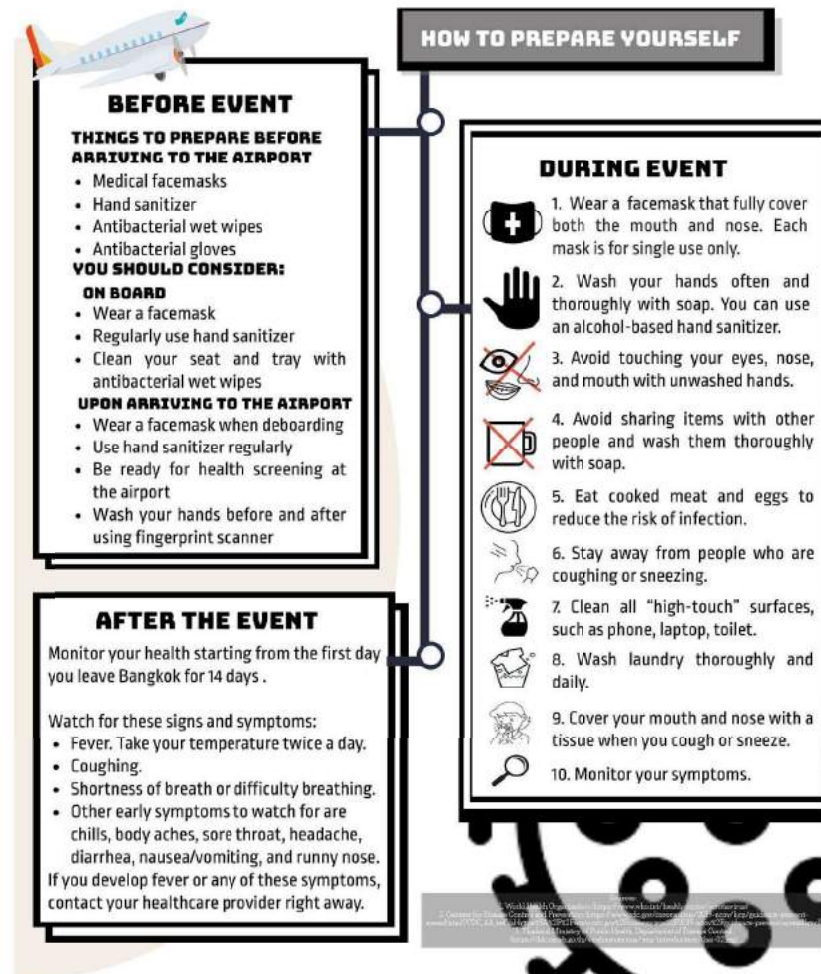 HOW TO PREPARE YOURSELF
BEFORE EVENT
THINGS TO PREPARE BEFORE
ARRIVING TO THE AIRPORT
• Medical facemasks
• Hand sanitizer
• Antibacterial wet wipes
• Antibacterial gloves
YOU SHOULD CONSIDER:
ON BOARD
• Wear a facemask
• Regularly use hand sanitizer
• Clean your seat and tray with
antibacterial wet wipes
UPON ARRIVING TO THE AIRPORT
• Wear a facemask when deboarding
• Use hand sanitizer regularly
• Be ready for health screening at
the airport
• Wash your hands before and after
using fingerprint scanner
DURING EVENT
1. Wear a facemask that fully cover
both the mouth and nose. Each
mask is for single use only.
2. Wash your hands often and
thoroughly with soap. You can use
an alcohol-based hand sanitizer.
3. Avoid touching your eyes, nose,
and mouth with unwashed hands.
4. Avoid sharing items with other
people and wash them thoroughly
with soap.
5. Eat cooked meat and eggs to
reduce the risk of infection.
6. Stay away from people who are
coughing or sneezing.
7. Clean all "high-touch" surfaces,
such as phone, laptop, toilet.
8. Wash laundry thoroughly and
daily.
9. Cover your mouth and nose with a
tissue when you cough or sneeze.
10. Monitor your symptoms.
AFTER THE EVENT
Monitor your health starting from the first day
you leave Bangkok for 14 days .
Watch for these signs and symptoms:
• Fever. Take your temperature twice a day.
• Coughing.
• Shortness of breath or difficulty breathing.
• Other early symptoms to watch for are
chills, body aches, sore throat, headache,
diarrhea, nausea/vomiting, and runny nose.
If you develop fever or any of these symptoms,
contact your healthcare provider right away.
1. World Health Organization